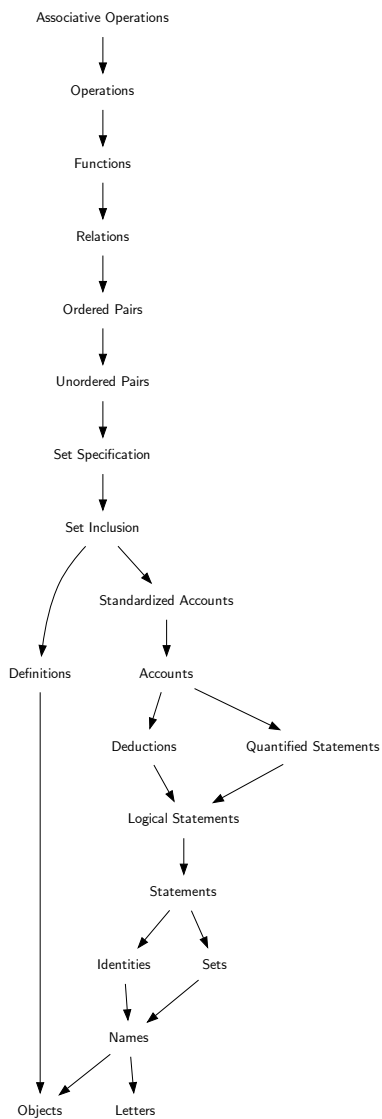 Associative Operations
Operations
Functions
Relations
Ordered Pairs
Unordered Pairs
Set Specification
Set Inclusion
Standardized Accounts
Definitions
Accounts
Deductions
Quantified Statements
Logical Statements
Statements
Identities
Sets
Names
Objects
Letters